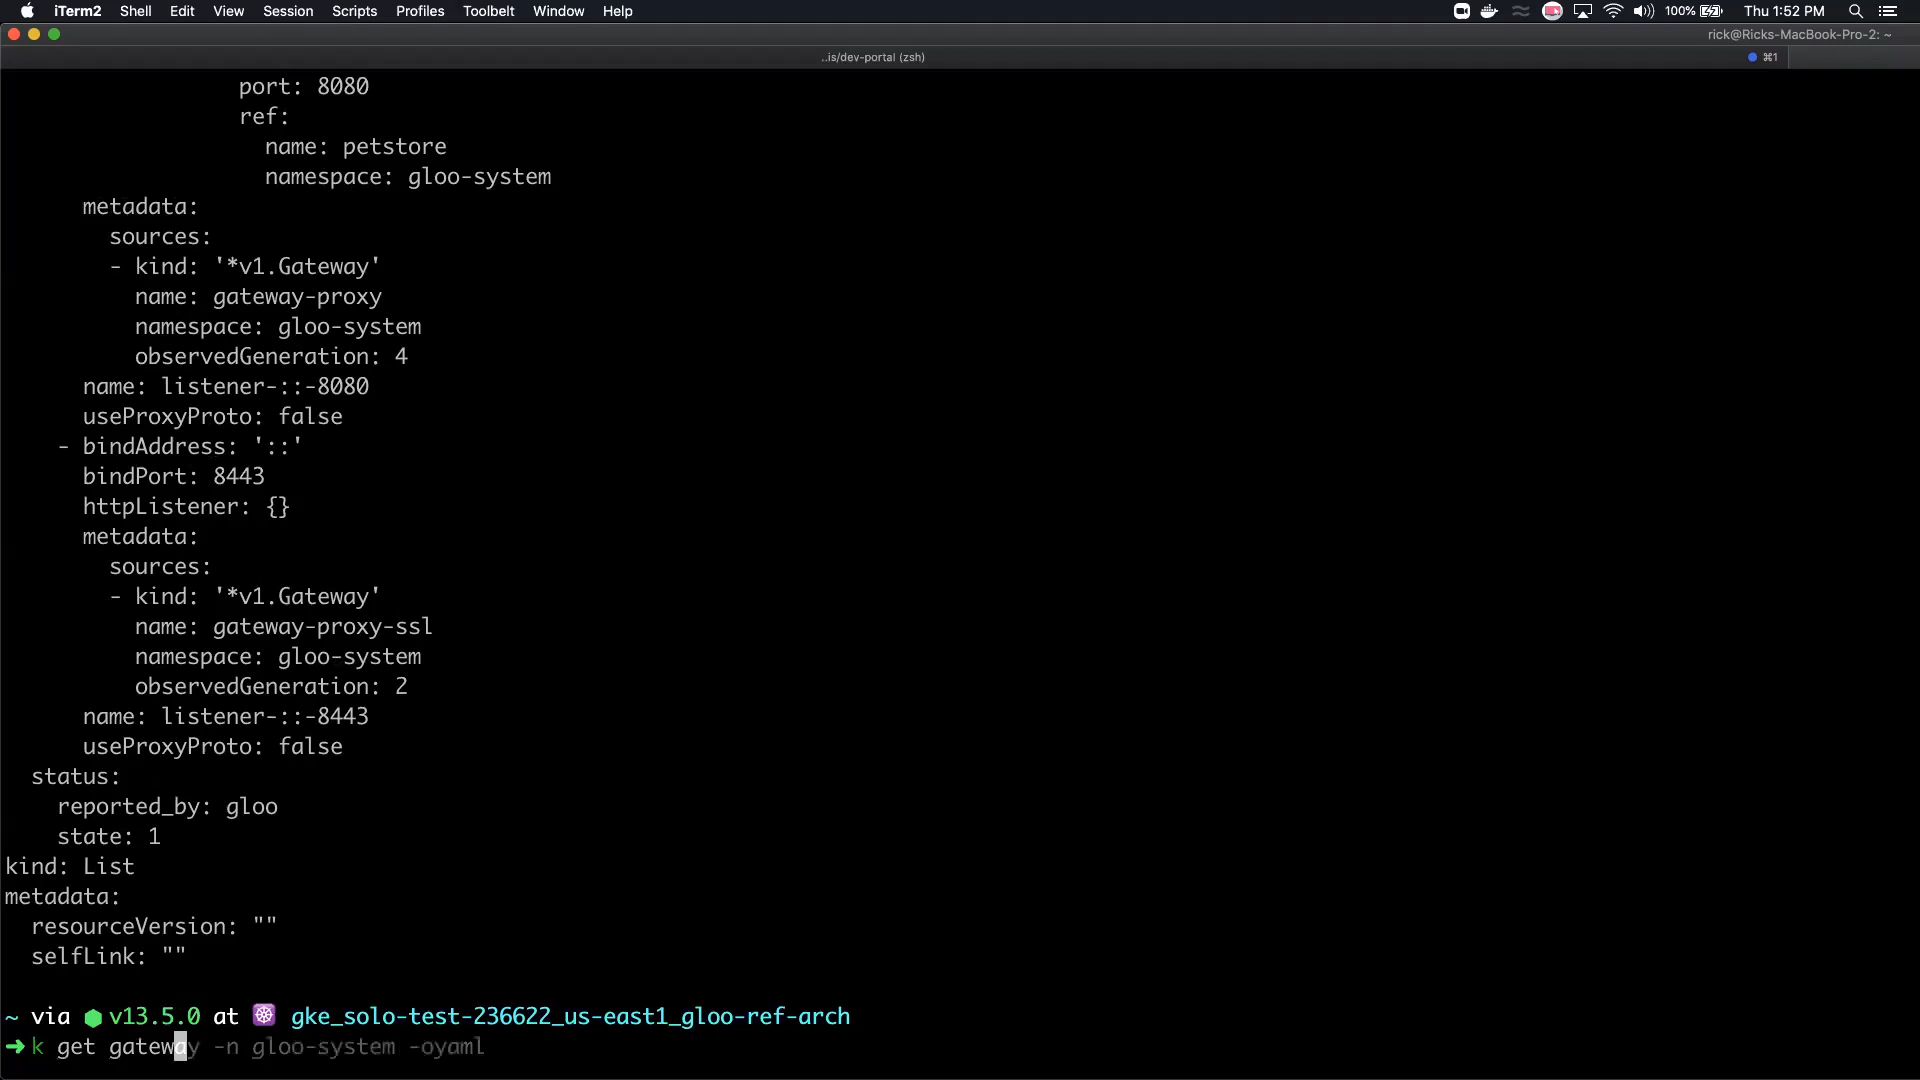 iTerm2 Shell Edit View Session Scripts Profiles Toolbelt Window Help 100% Thu 1:52 PM
rick@Ricks-MacBook-Pro-2: ~
..is/dev-portal (zsh) ⌘1
port: 8080
ref:
name: petstore
namespace: gloo-system
metadata:
sources:
- kind: '*v1.Gateway'
name: gateway-proxy
namespace: gloo-system
observedGeneration: 4
name: listener-::-8080
useProxyProto: false
- bindAddress: '::'
bindPort: 8443
httpListener: {}
metadata:
sources:
- kind: '*v1.Gateway'
name: gateway-proxy-ssl
namespace: gloo-system
observedGeneration: 2
name: listener-::-8443
useProxyProto: false
status:
reported_by: gloo
state: 1
kind: List
metadata:
resourceVersion: ""
selfLink: ""
~ via ⬢ v13.5.0 at ☸ gke_solo-test-236622_us-east1_gloo-ref-arch
➜ k get gateway -n gloo-system -oyaml